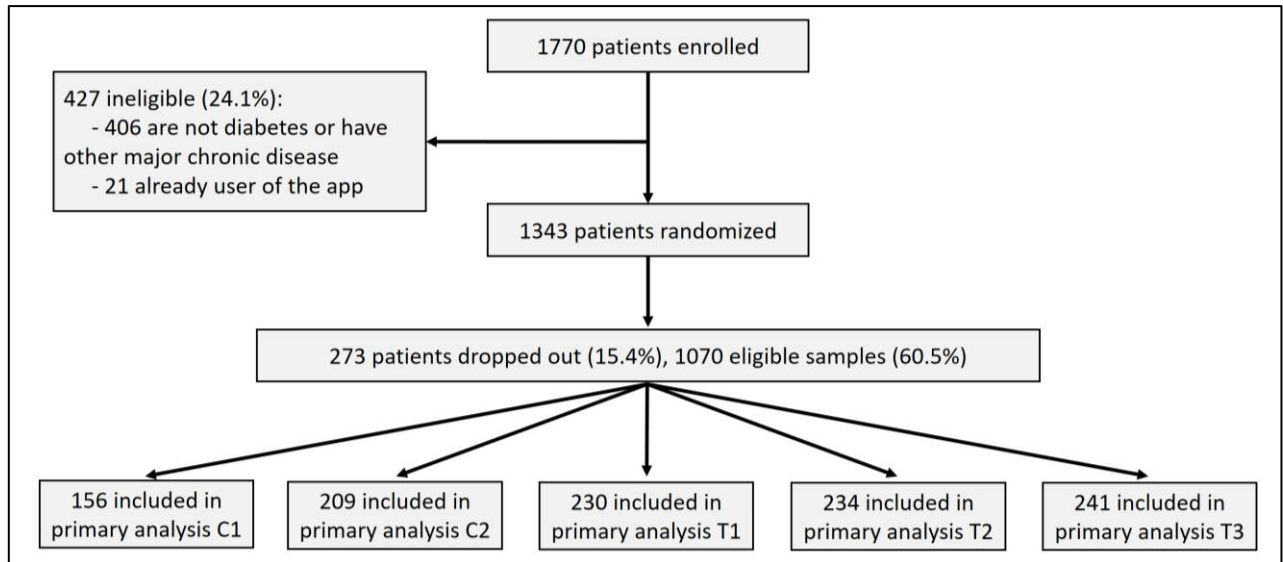 1770 patients enrolled
427 ineligible (24.1%):
- 406 are not diabetes or have
other major chronic disease
- 21 already user of the app
1343 patients randomized
273 patients dropped out (15.4%), 1070 eligible samples (60.5%)
156 included in
primary analysis C1
209 included in
primary analysis C2
230 included in
primary analysis T1
234 included in
primary analysis T2
241 included in
primary analysis T3